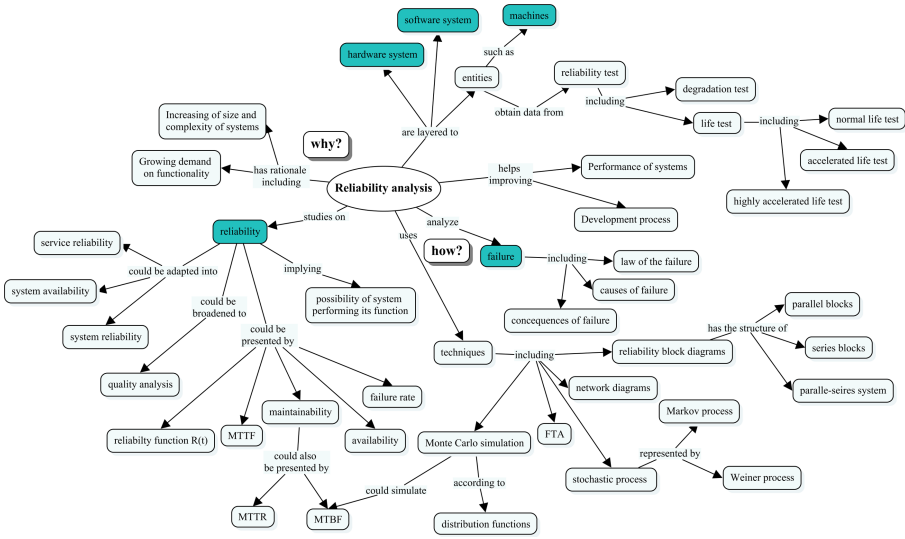 software system
machines
hardware system
such as
entities
reliability test
degradation test
obtain data from
including
Increasing of size and
complexity of systems
are layered to
life test
including
normal life test
why?
accelerated life test
Growing demand
on functionality
has rationale
including
helps
improving
Performance of systems
Reliability analysis
highly accelerated life test
studies on
analyze
Development process
reliability
uses
how?
service reliability
failure
including
law of the failure
could be adapted into
implying
system availability
causes of failure
possibility of system
performing its function
could be
broadened to
parallel blocks
concequences of failure
system reliability
could be
presented by
has the structure of
techniques
including
reliability block diagrams
series blocks
quality analysis
network diagrams
paralle-seires system
failure rate
maintainability
Markov process
reliabilty function R(t)
MTTF
availability
Monte Carlo simulation
FTA
could also
be presented by
represented by
stochastic process
Weiner process
could simulate
according to
MTTR
MTBF
distribution functions